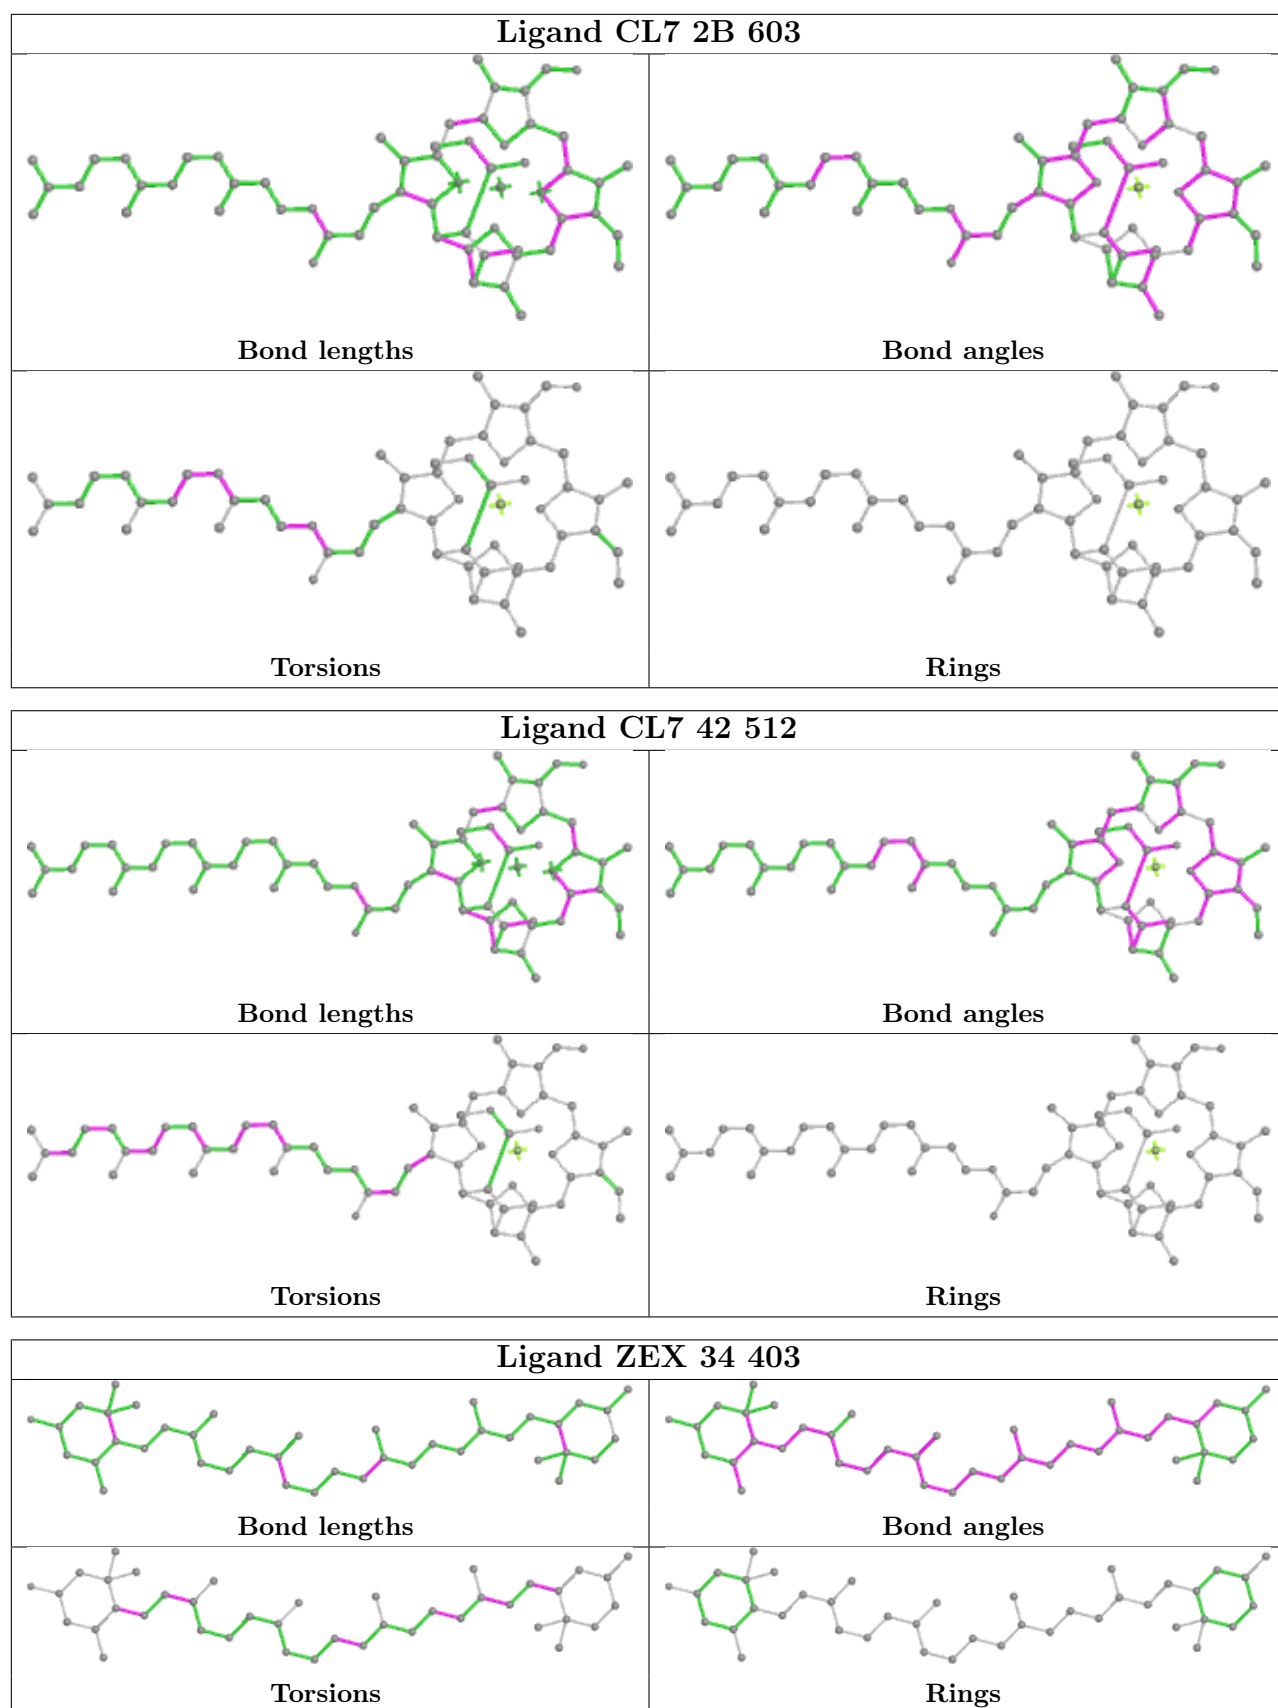 Ligand CL7 2B 603
Bond lengths
Bond angles
Torsions
Rings
Ligand CL7 42 512
Bond lengths
Bond angles
Torsions
Rings
Ligand ZEX 34 403
Bond lengths
Bond angles
Torsions
Rings